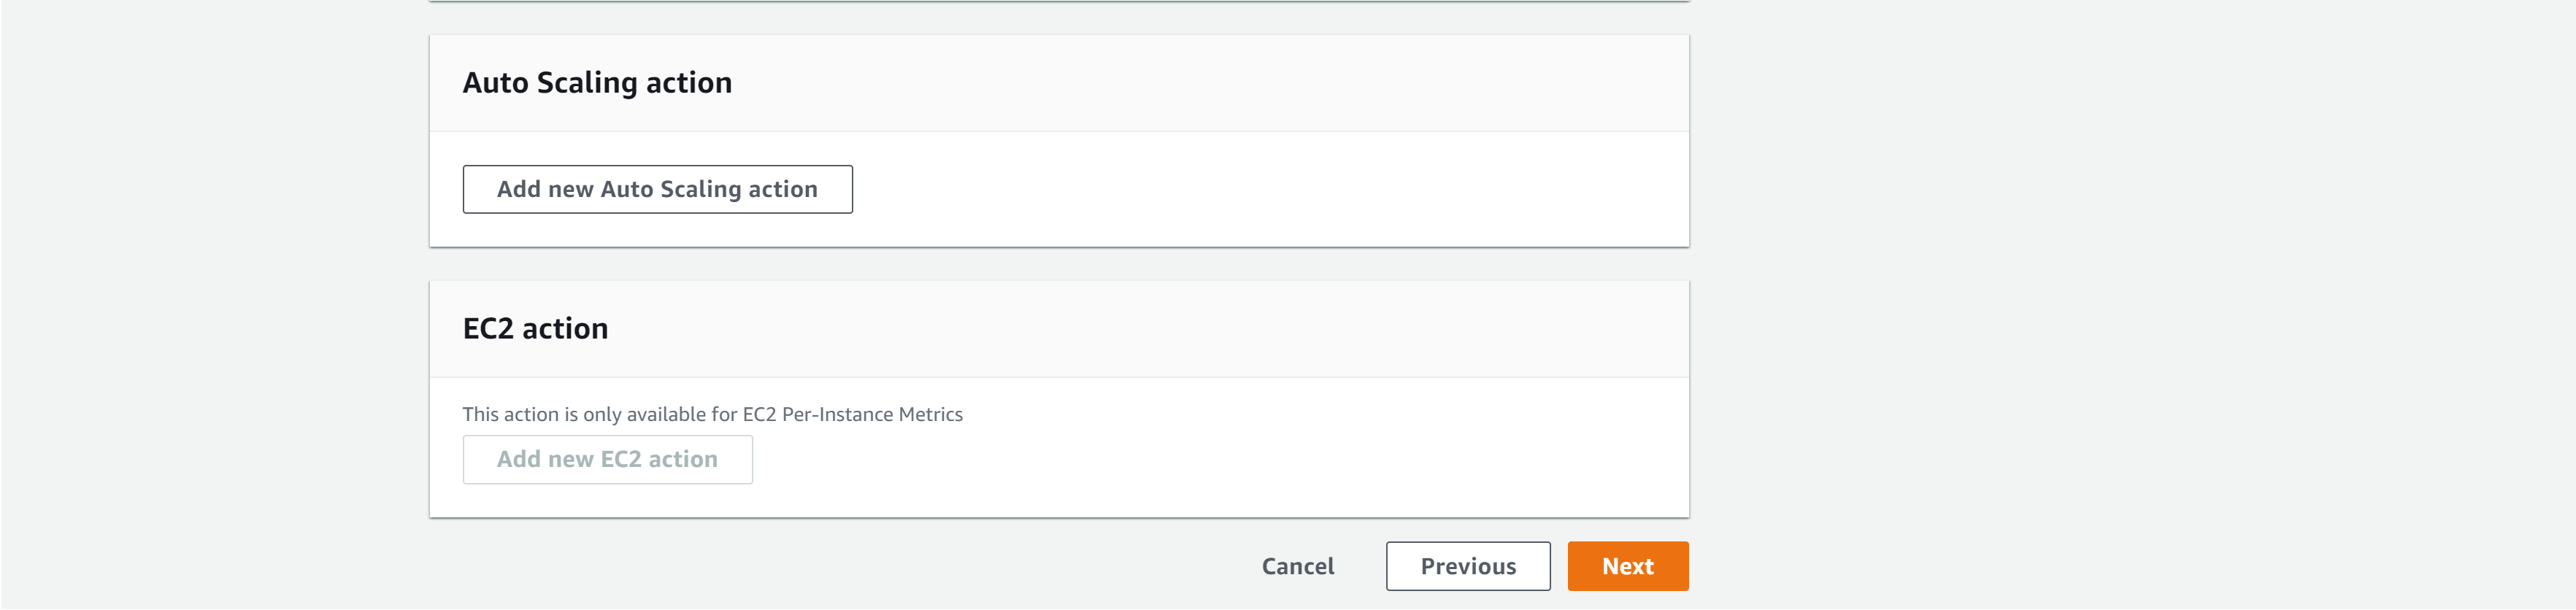 Auto Scaling action
Add new Auto Scaling action
EC2 action
This action is only available for EC2 Per-Instance Metrics
Add new EC2 action
Cancel Previous Next